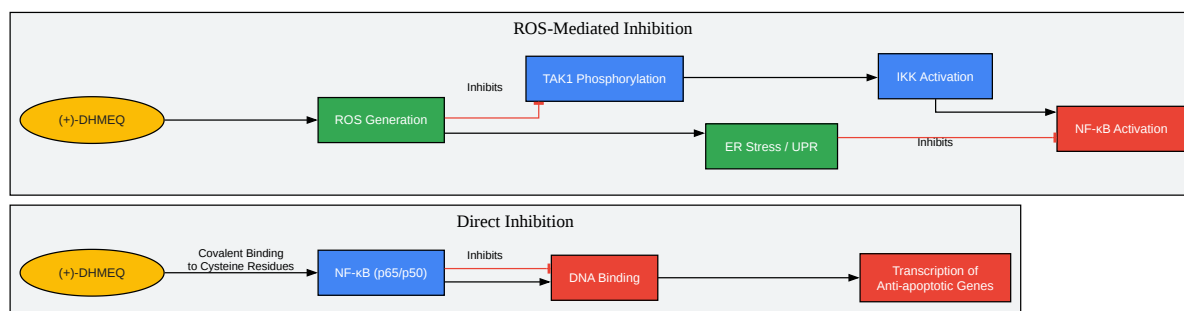 ROS-Mediated Inhibition
(+)-DHMEQ
ROS Generation
Inhibits
TAK1 Phosphorylation
IKK Activation
ER Stress / UPR
Inhibits
NF-κB Activation
Direct Inhibition
(+)-DHMEQ
Covalent Binding
to Cysteine Residues
NF-κB (p65/p50)
Inhibits
DNA Binding
Transcription of
Anti-apoptotic Genes